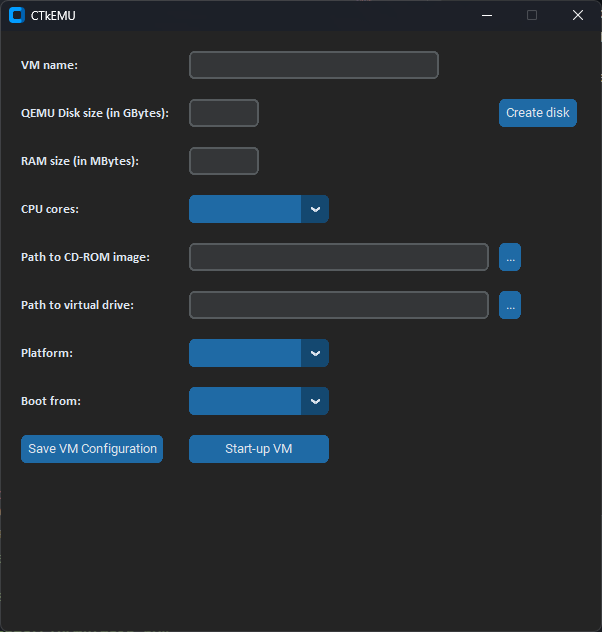 CTkEMU
VM name:
QEMU Disk size (in GBytes):
Create disk
RAM size (in MBytes):
CPU cores:
Path to CD-ROM image:
...
Path to virtual drive:
...
Platform:
Boot from:
Save VM Configuration
Start-up VM